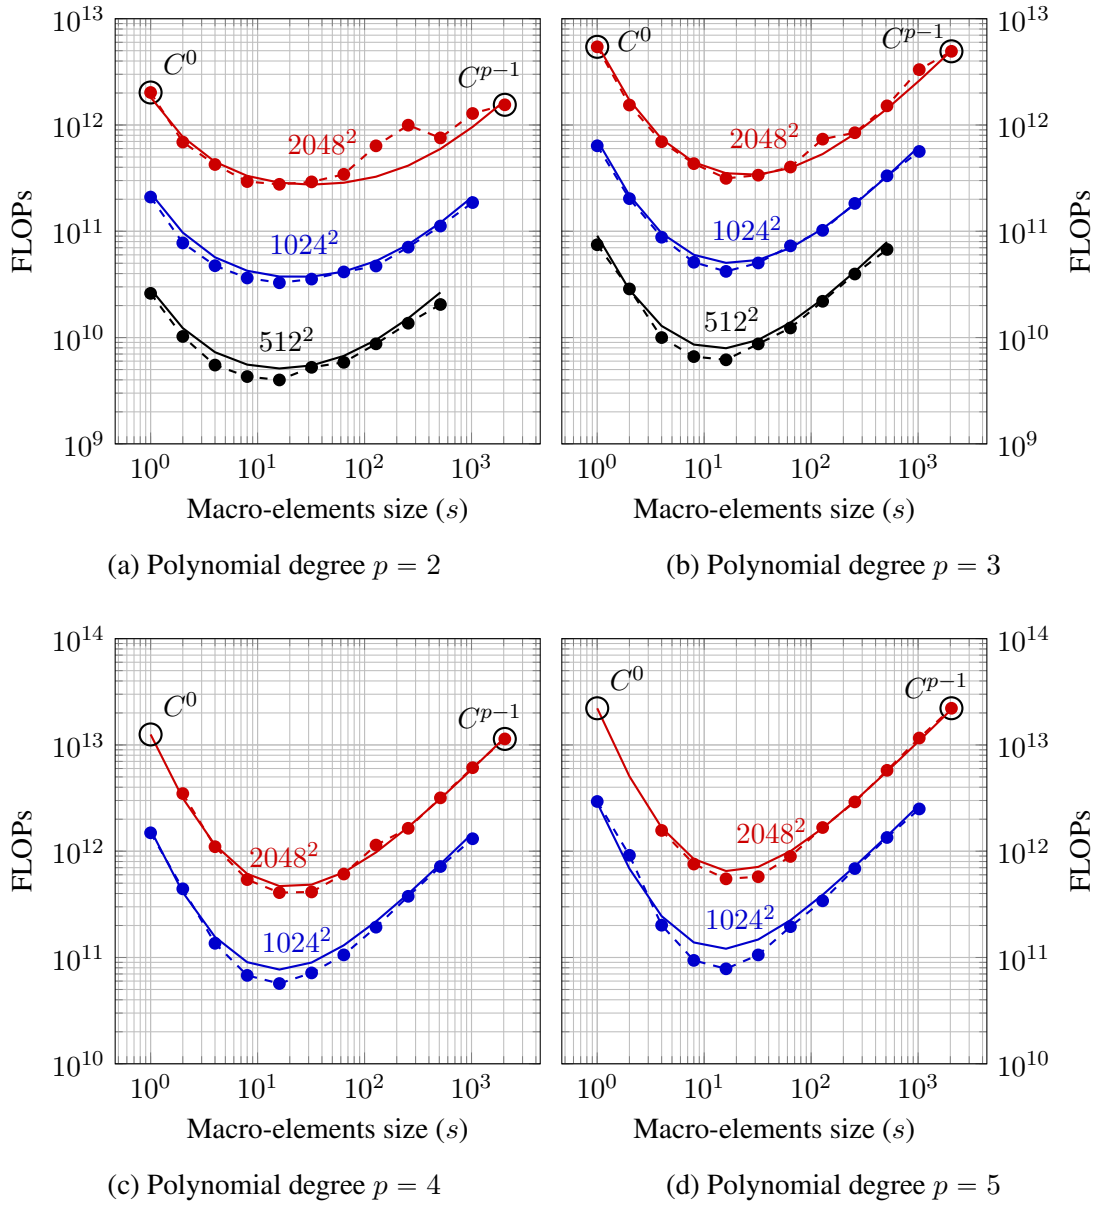 10^13
10^12
10^11
10^10
10^9
FLOPs
C^0
C^{p−1}
2048^2
1024^2
512^2
10^0
10^1
10^2
10^3
Macro-elements size (s)
(a) Polynomial degree p = 2
10^13
10^12
10^11
10^10
10^9
FLOPs
C^0
C^{p−1}
2048^2
1024^2
512^2
10^0
10^1
10^2
10^3
Macro-elements size (s)
(b) Polynomial degree p = 3
10^14
10^13
10^12
10^11
10^10
FLOPs
C^0
C^{p−1}
2048^2
1024^2
10^0
10^1
10^2
10^3
Macro-elements size (s)
(c) Polynomial degree p = 4
10^14
10^13
10^12
10^11
10^10
FLOPs
C^0
C^{p−1}
2048^2
1024^2
10^0
10^1
10^2
10^3
Macro-elements size (s)
(d) Polynomial degree p = 5